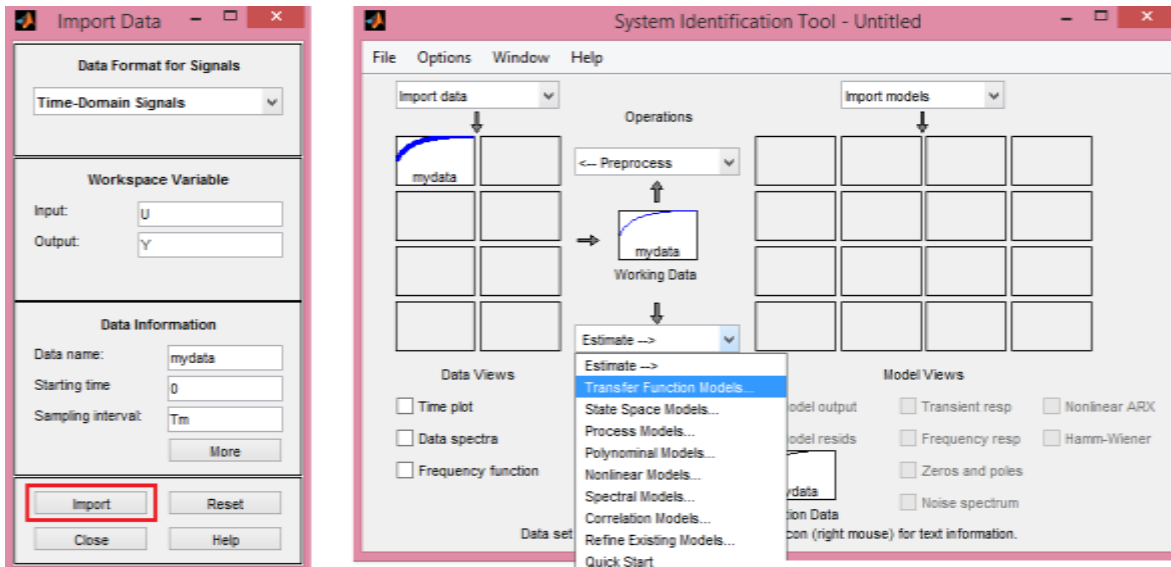 Import Data
Data Format for Signals
Time-Domain Signals
Workspace Variable
Input: U
Output: Y
Data Information
Data name: mydata
Starting time 0
Sampling interval: Tm
More
Import Reset
Close Help
System Identification Tool - Untitled
File Options Window Help
Import data Import models
Operations
<-- Preprocess
mydata
mydata
Working Data
Estimate -->
Estimate -->
Transfer Function Models...
State Space Models...
Process Models...
Polynominal Models...
Nonlinear Models...
Spectral Models...
Correlation Models...
Refine Existing Models...
Quick Start
Data Views
Time plot
Data spectra
Frequency function
Model Views
odel output Transient resp Nonlinear ARX
odel resids Frequency resp Hamm-Wiener
Zeros and poles
ydata Noise spectrum
tion Data
Data set con (right mouse) for text information.